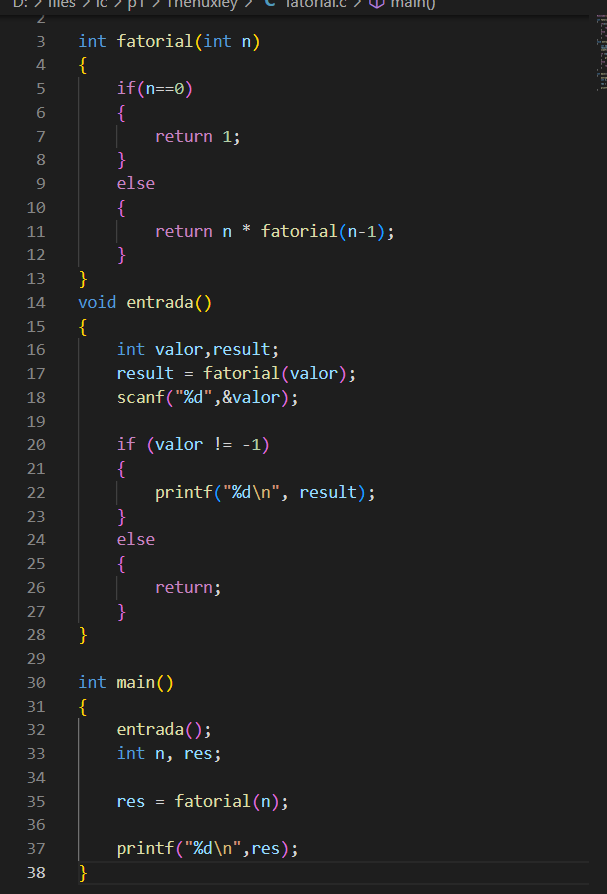 D: > files > lc > p1 > Thehuxley > C fatorial.c > main()
2
3 int fatorial(int n)
4 {
5 if(n==0)
6 {
7 return 1;
8 }
9 else
10 {
11 return n * fatorial(n-1);
12 }
13 }
14 void entrada()
15 {
16 int valor,result;
17 result = fatorial(valor);
18 scanf("%d",&valor);
19
20 if (valor != -1)
21 {
22 printf("%d\n", result);
23 }
24 else
25 {
26 return;
27 }
28 }
29
30 int main()
31 {
32 entrada();
33 int n, res;
34
35 res = fatorial(n);
36
37 printf("%d\n",res);
38 }